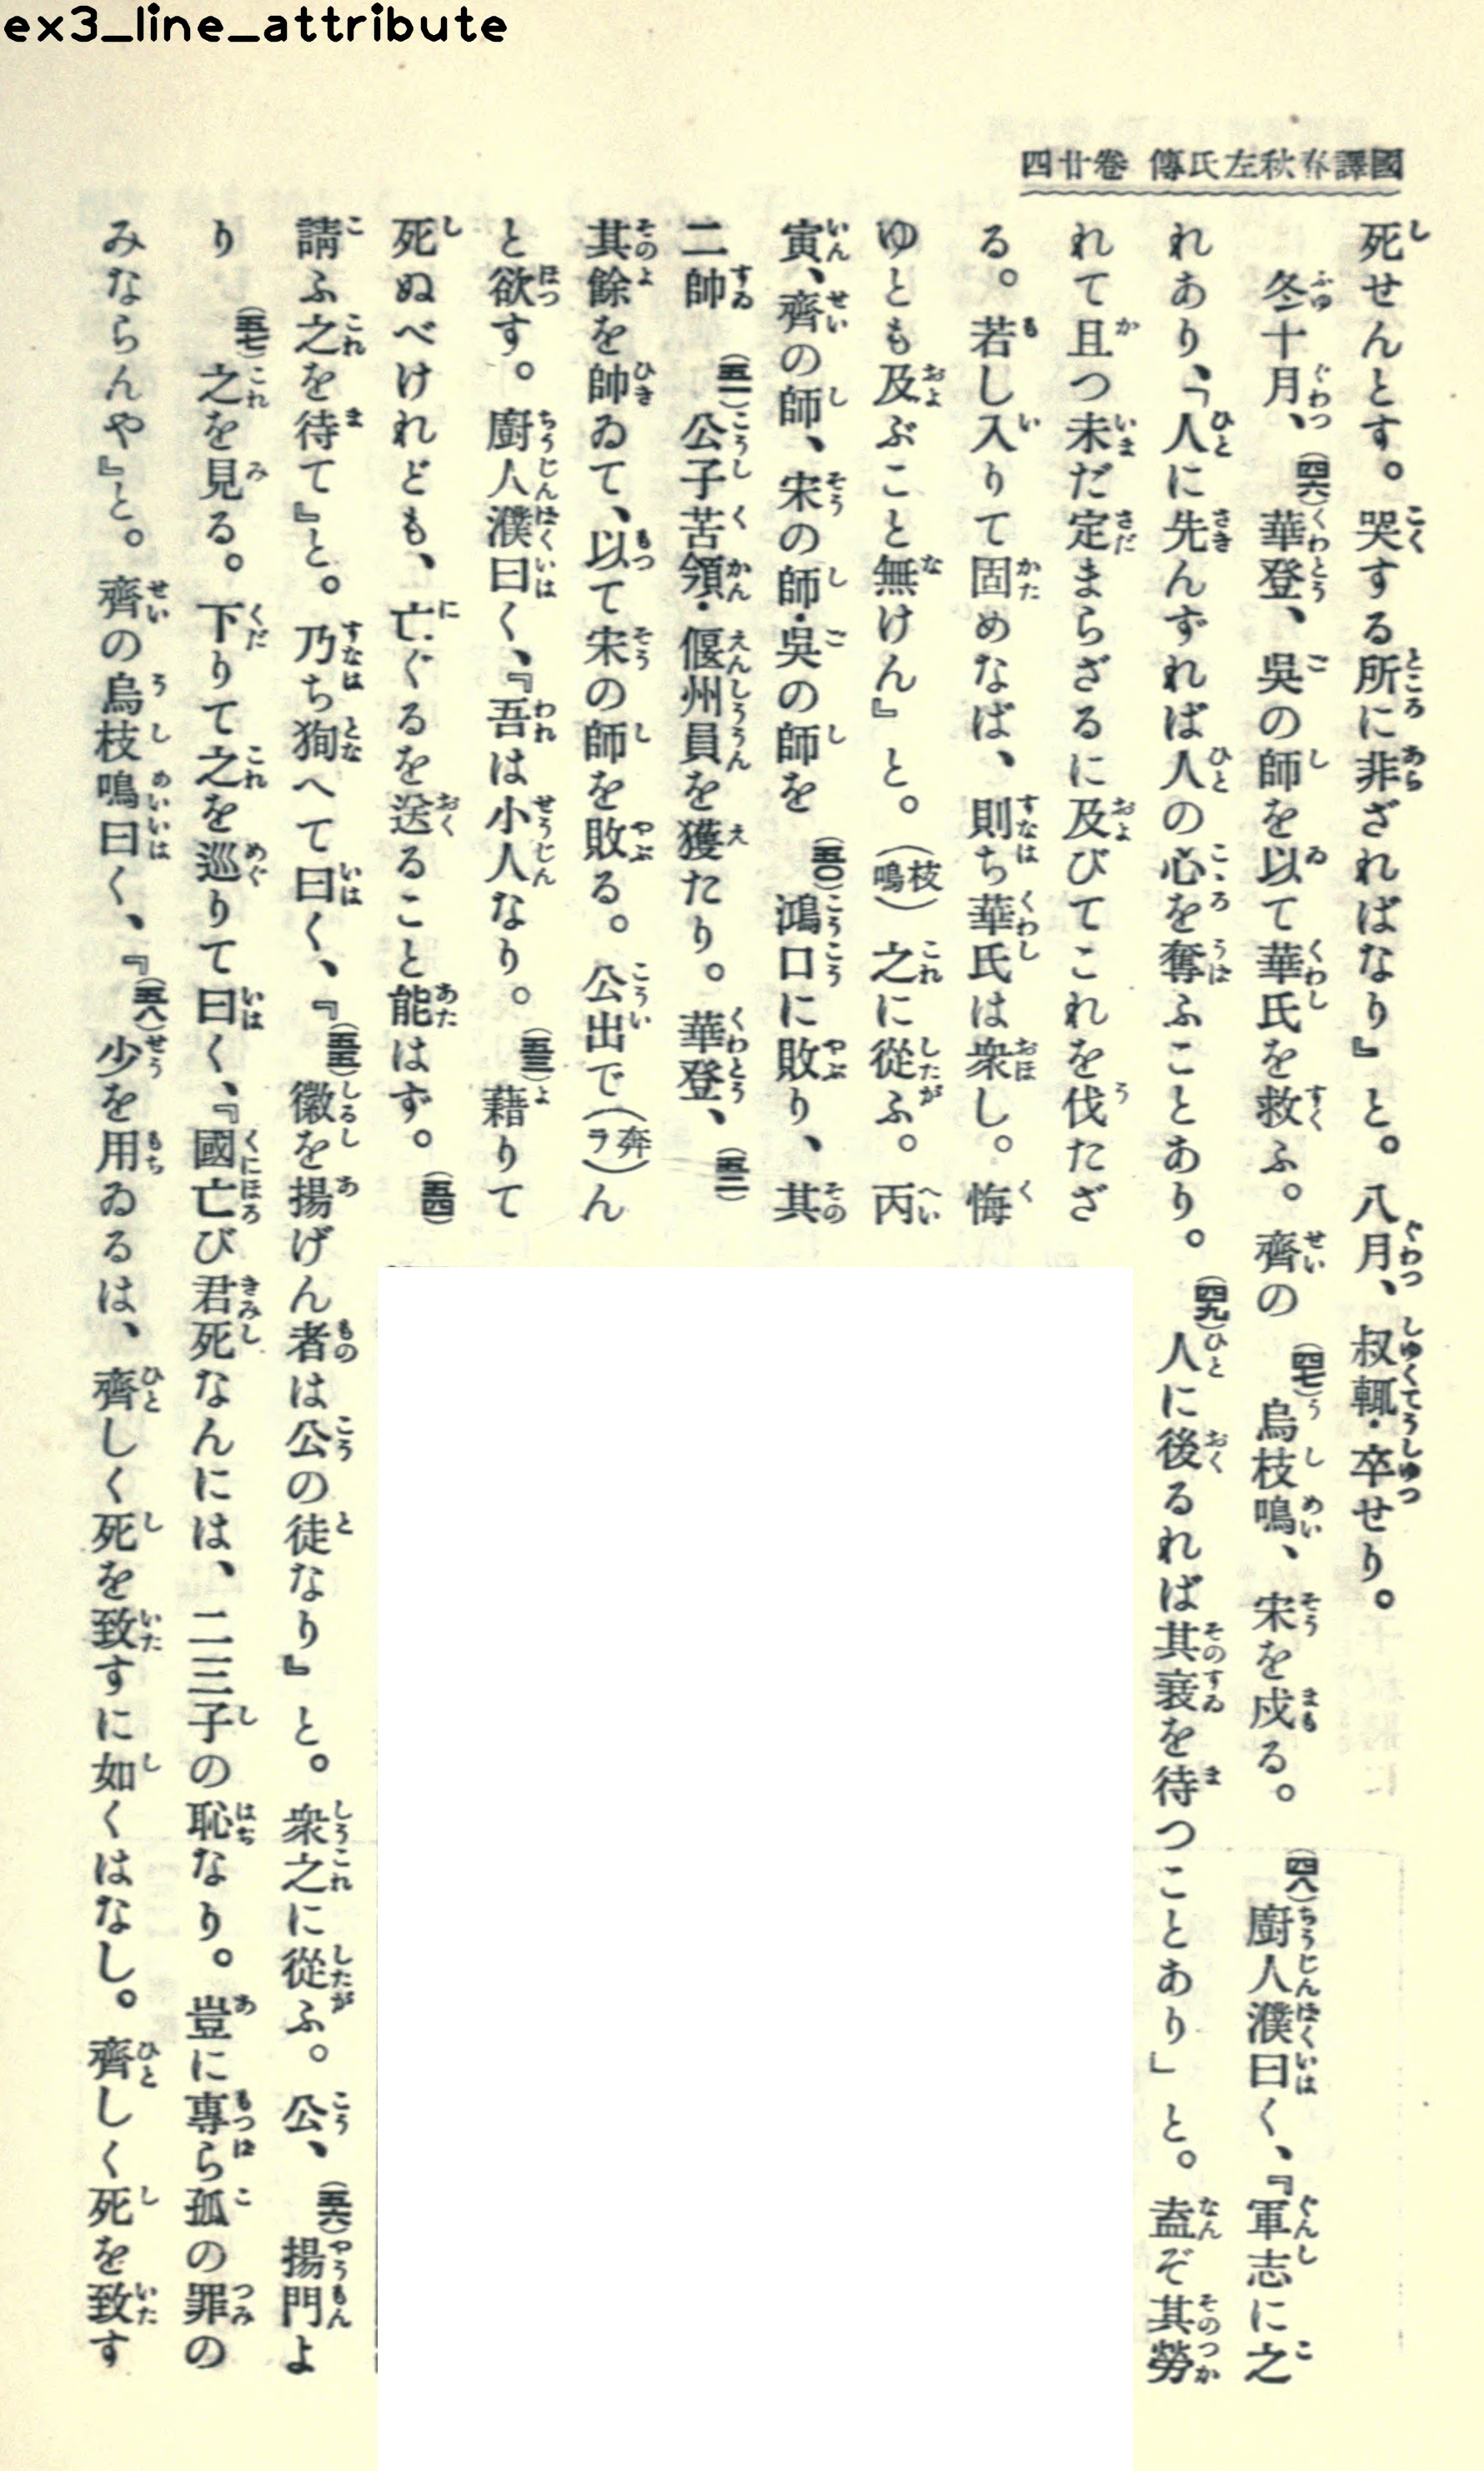 ex3_line_attribute
國譯春秋左氏傳 卷廿四
死せんとす。哭する所に非ざればなり』と。八月、叔輒・卒せり。
冬十月、(四六)華登、吳の師を以て華氏を救ふ。齊の(四七)烏枝鳴、宋を戍る。(四八)廚人濮曰く、『軍志に之
れあり、「人に先んずれば人の心を奪ふことあり。(四九)人に後るれば其衰を待つことあり」と。盍ぞ其勞
れて且つ未だ定まらざるに及びてこれを伐たざ
る。若し入りて固めなば、則ち華氏は衆し。悔
ゆとも及ぶこと無けん』と。(枝鳴)之に從ふ。丙
寅、齊の師、宋の師・吳の師を(五〇)鴻口に敗り、其
二帥(五一)公子苦頷・偃州員を獲たり。華登、(五二)
其餘を帥ゐて、以て宋の師を敗る。公出で(奔ラ)ん
と欲す。廚人濮曰く、『吾は小人なり。(五三)藉りて
死ぬべけれども、亡ぐるを送ること能はず。(五四)
請ふ之を待て』と。乃ち狥へて曰く、『(五五)徽を揚げん者は公の徒なり』と。衆之に從ふ。公、(五六)揚門よ
り(五七)之を見る。下りて之を巡りて曰く、『國亡び君死なんには、二三子の恥なり。豈に專ら孤の罪の
みならんや』と。齊の烏枝鳴曰く、『(五八)少を用ゐるは、齊しく死を致すに如くはなし。齊しく死を致す